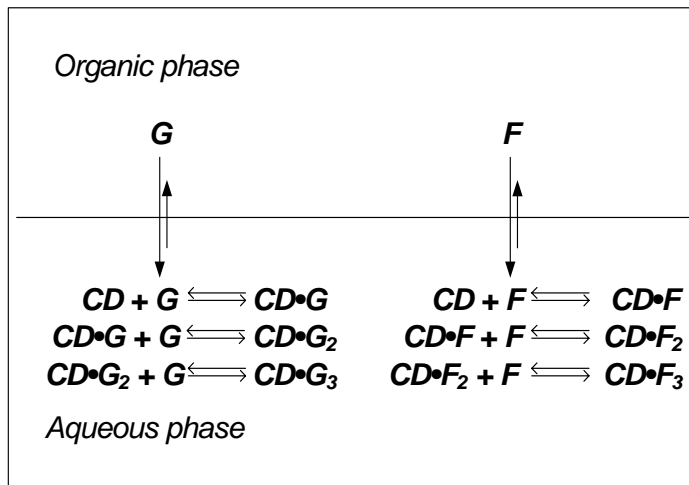 Organic phase
G F
CD + G CD•G CD + F CD•F
CD•G + G CD•G₂ CD•F + F CD•F₂
CD•G₂ + G CD•G₃ CD•F₂ + F CD•F₃
Aqueous phase